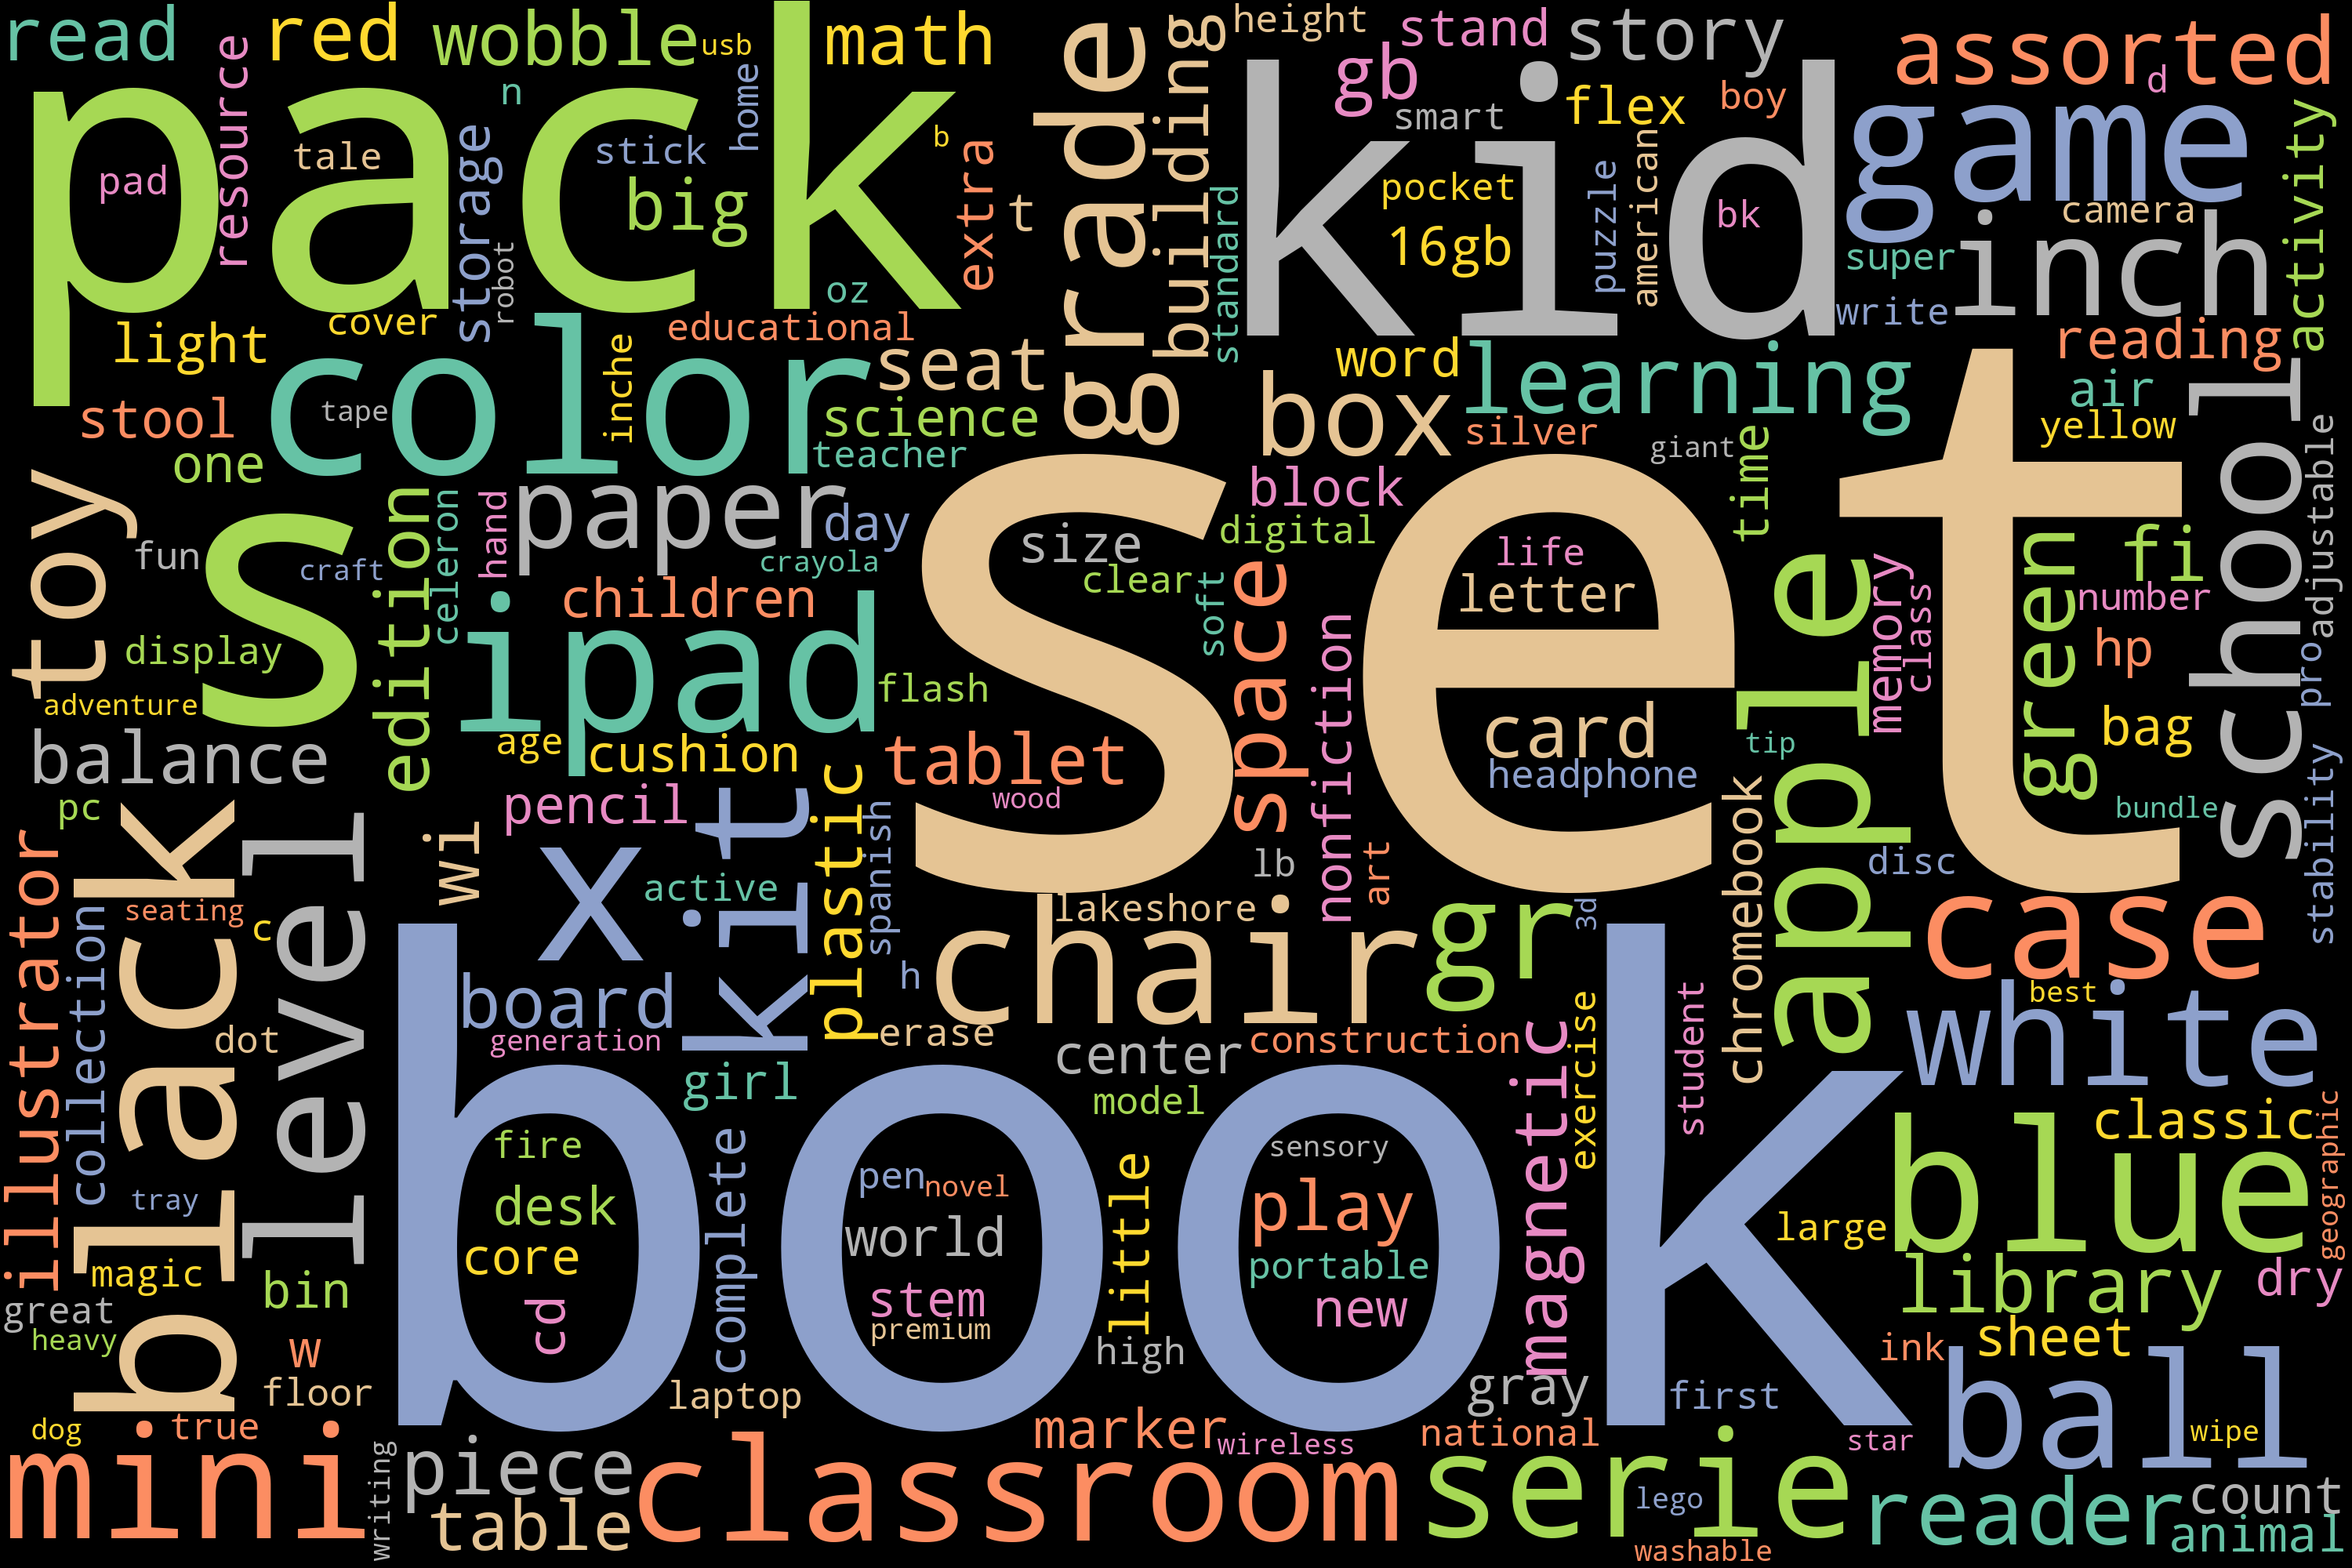 read
red
wobble
usb
math
building
height
stand
story
assorted
d
resource
pack
n
home
grade
gb
smart
flex
boy
game
activity
pad
tale
storage
stick
big
b
extra
t
standard
kid
pocket
16gb
puzzle
american
bk
camera
super
inch
robot
oz
write
light
cover
educational
seat
word
learning
reading
air
school
stool
color
inche
tape
science
box
silver
giant
yellow
one
teacher
time
adjustable
toy
s
edition
celeron
hand
paper
day
set
size
block
digital
green
fi
fun
craft
crayola
clear
soft
life
letter
apple
memory
class
number
children
space
nonfiction
display
ipad
hp
pro
adventure
flash
card
bag
balance
age
cushion
tablet
tip
headphone
pc
pencil
wood
chromebook
bundle
stability
illustrator
black
level
wi
x
kit
plastic
spanish
lb
art
disc
seating
c
collection
active
lakeshore
chair
gr
3d
case
board
h
best
white
dot
generation
erase
center
construction
magnetic
exercise
student
girl
model
classic
geographic
book
fire
complete
little
sensory
blue
tray
desk
pen
novel
play
large
magic
core
world
portable
library
dry
bin
great
cd
stem
new
heavy
w
premium
high
ink
sheet
floor
laptop
gray
first
ball
dog
true
marker
wireless
national
star
wipe
mini
writing
piece
classroom
serie
lego
reader
count
table
washable
animal